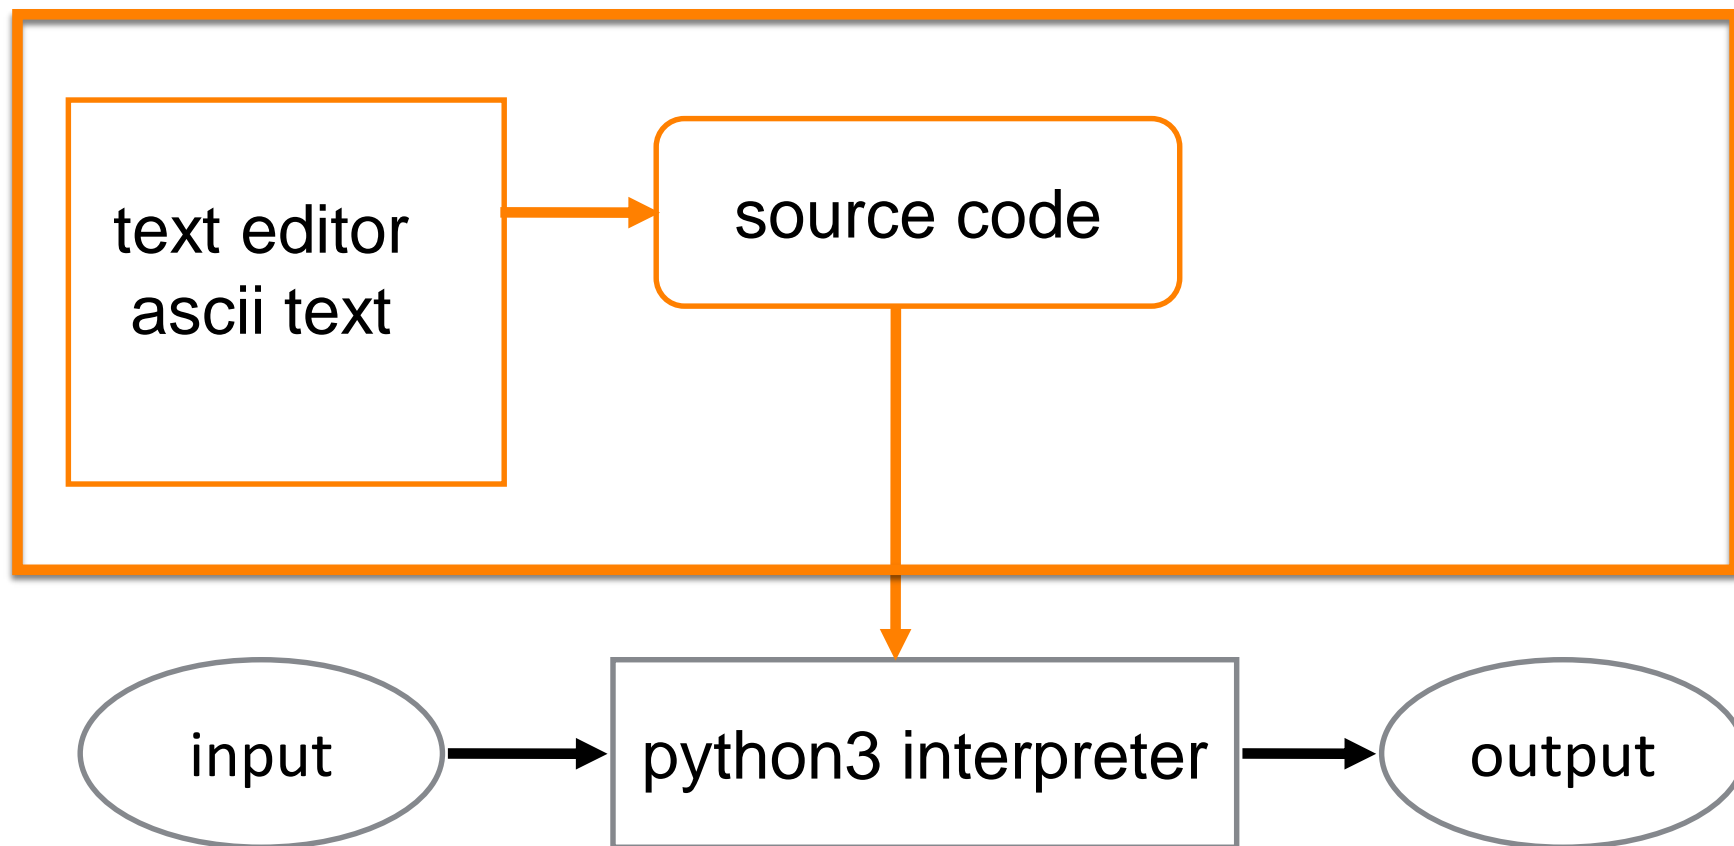 text editor
ascii text
source code
input
python3 interpreter
output